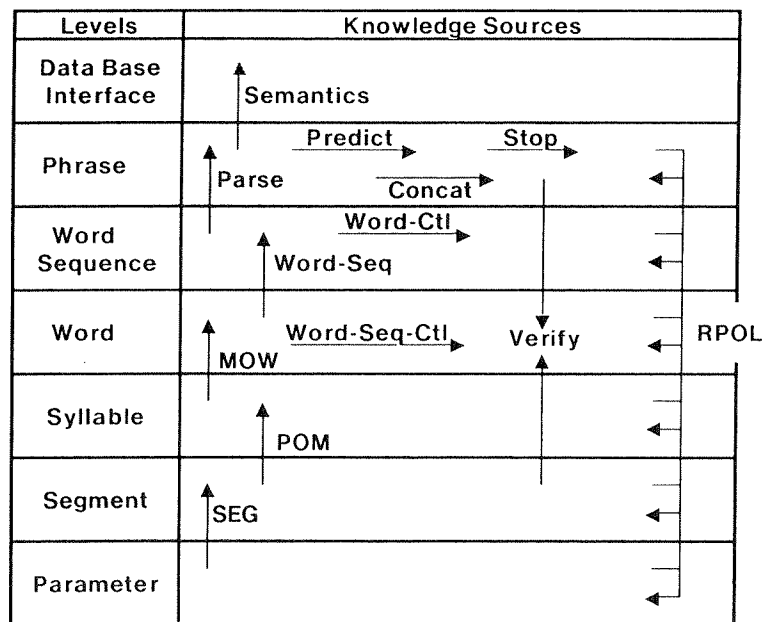 Levels
Knowledge Sources
Data Base
Interface
Semantics
Phrase
Predict
Stop
Parse
Concat
Word
Sequence
Word-Ctl
Word-Seq
Word
Word-Seq-Ctl
Verify
RPOL
MOW
Syllable
POM
Segment
SEG
Parameter